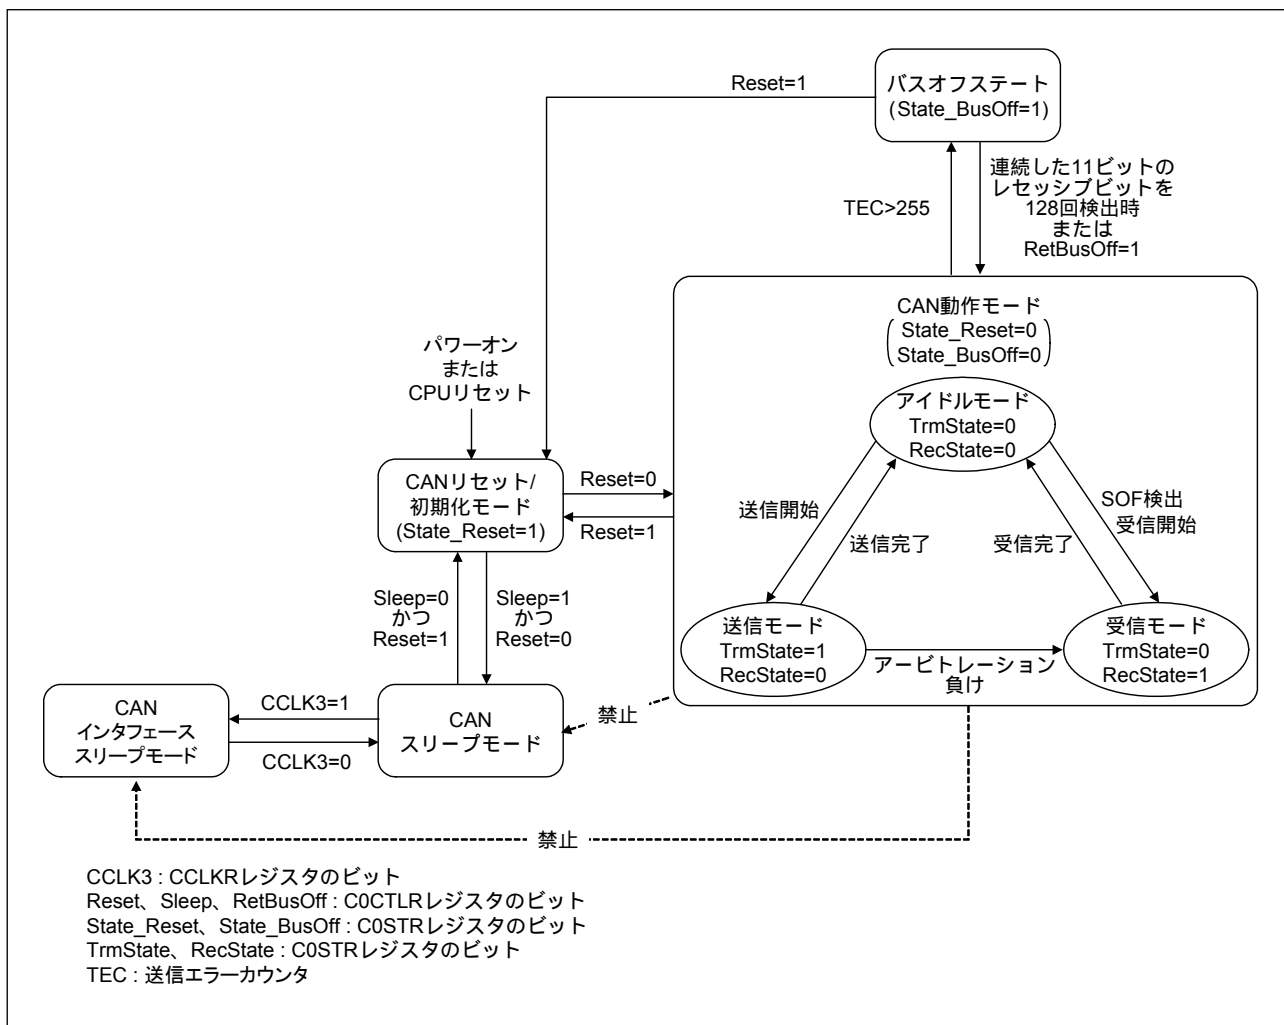 Reset=1
バスオフステート
(State_BusOff=1)
TEC>255
連続した11ビットの
レセッシブビットを
128回検出時
または
RetBusOff=1
CAN動作モード
State_Reset=0
State_BusOff=0
パワーオン
または
CPUリセット
アイドルモード
TrmState=0
RecState=0
CANリセット/
初期化モード
(State_Reset=1)
Reset=0
Reset=1
送信開始
送信完了
受信完了
SOF検出
受信開始
Sleep=0
かつ
Reset=1
Sleep=1
かつ
Reset=0
送信モード
TrmState=1
RecState=0
アービトレーション
負け
受信モード
TrmState=0
RecState=1
CAN
インタフェース
スリープモード
CCLK3=1
CCLK3=0
CAN
スリープモード
禁止
禁止
CCLK3 : CCLKRレジスタのビット
Reset、Sleep、RetBusOff : C0CTLRレジスタのビット
State_Reset、State_BusOff : C0STRレジスタのビット
TrmState、RecState : C0STRレジスタのビット
TEC : 送信エラーカウンタ